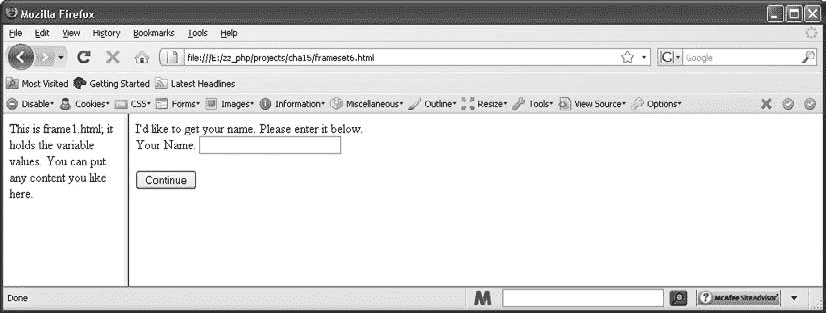 Mozilla Firefox
File Edit View History Bookmarks Tools Help
file:///E:/zz_php/projects/cha15/frameset6.html
G Google
Most Visited Getting Started Latest Headlines
Disable Cookies CSS Forms Images Information Miscellaneous Outline Resize Tools View Source Options
This is frame1.html; it
holds the variable
values. You can put
any content you like
here.
I'd like to get your name. Please enter it below.
Your Name:
Continue
Done
M
? McAfee SiteAdvisor